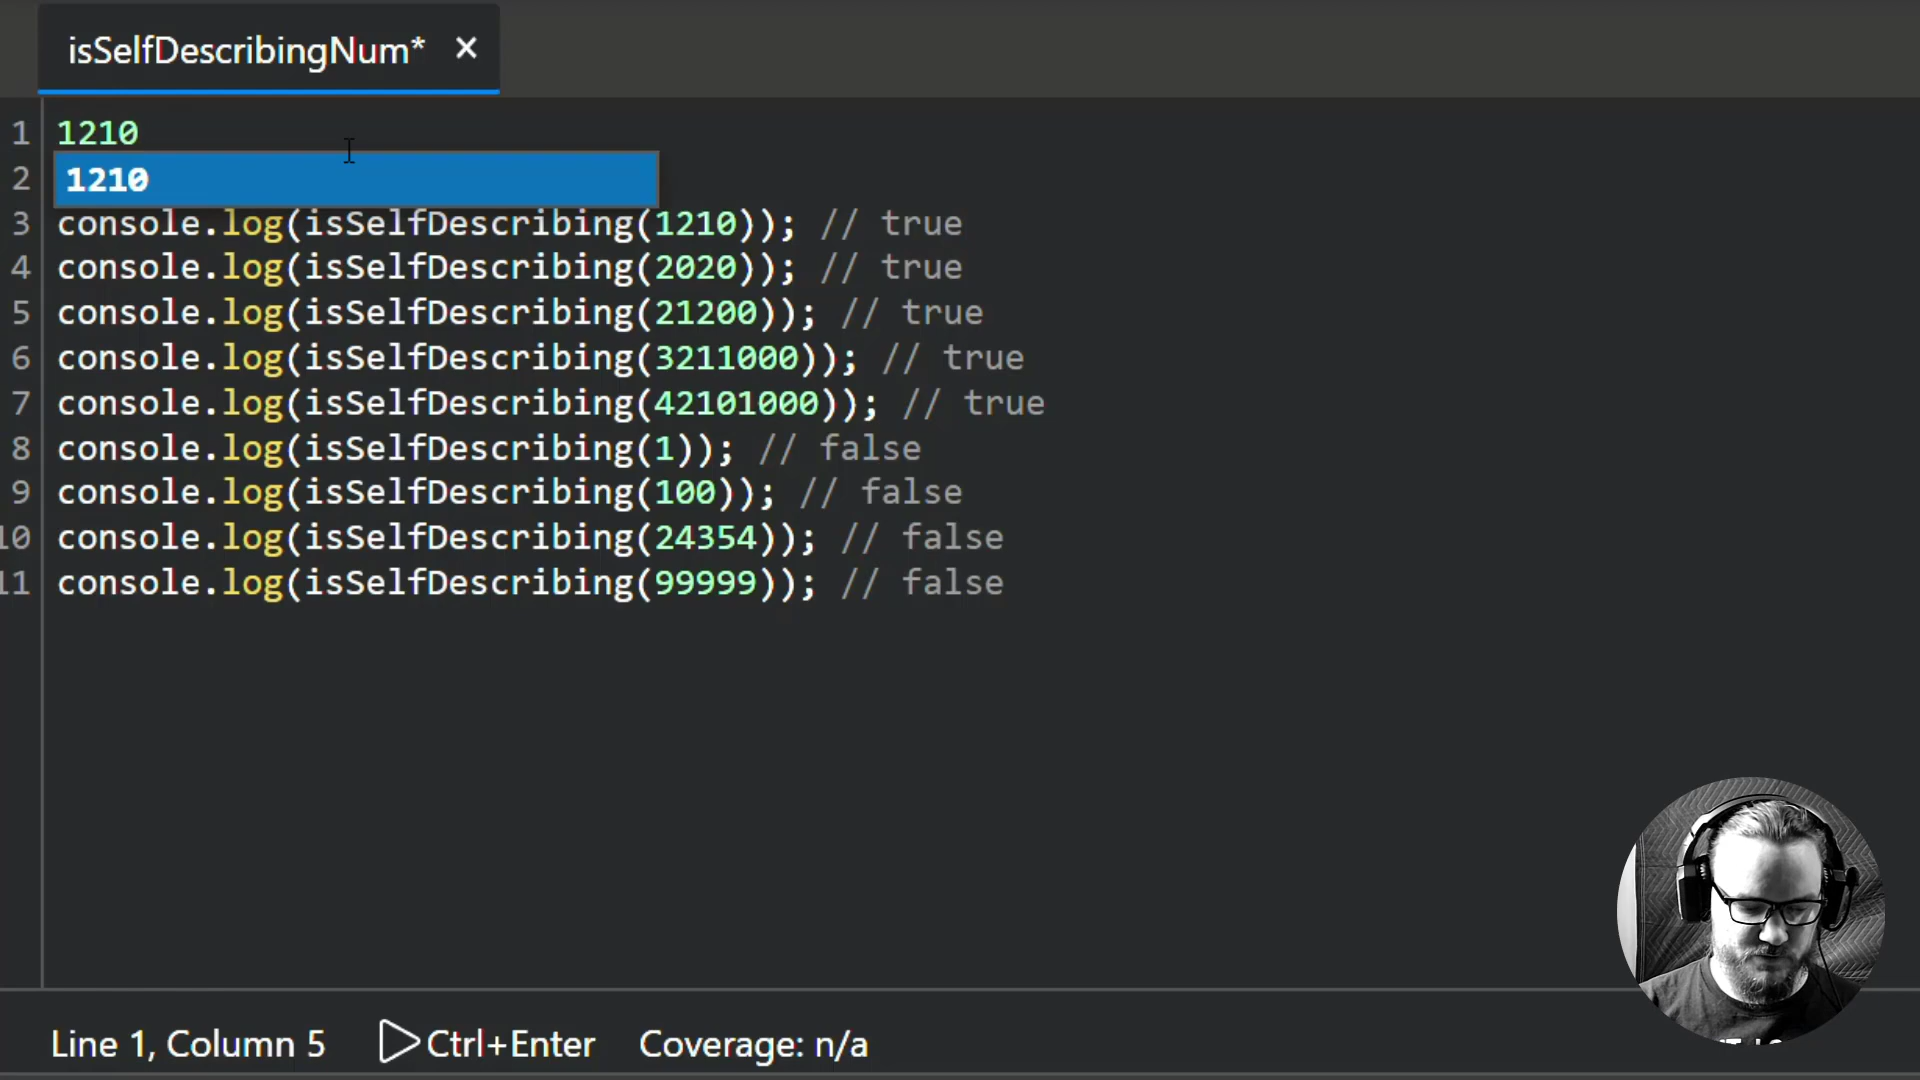 isSelfDescribingNum* ×
1 1210
2 1210
3 console.log(isSelfDescribing(1210)); // true
4 console.log(isSelfDescribing(2020)); // true
5 console.log(isSelfDescribing(21200)); // true
6 console.log(isSelfDescribing(3211000)); // true
7 console.log(isSelfDescribing(42101000)); // true
8 console.log(isSelfDescribing(1)); // false
9 console.log(isSelfDescribing(100)); // false
10 console.log(isSelfDescribing(24354)); // false
11 console.log(isSelfDescribing(99999)); // false
Line 1, Column 5 Ctrl+Enter Coverage: n/a